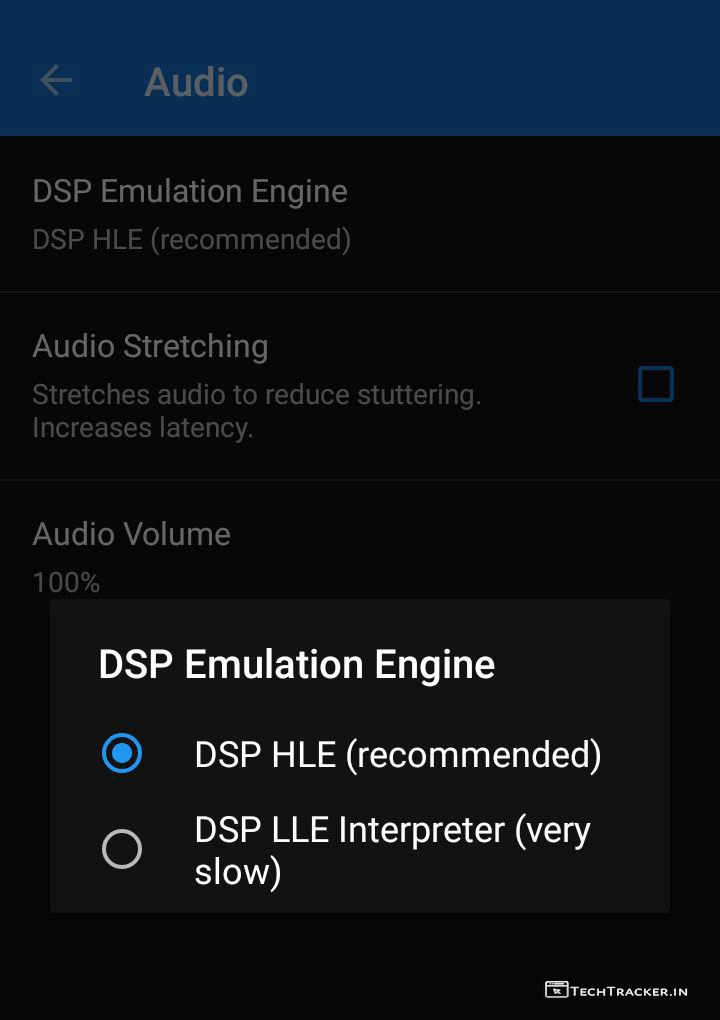 Audio
DSP Emulation Engine
DSP HLE (recommended)
Audio Stretching
Stretches audio to reduce stuttering.
Increases latency.
Audio Volume
100%
DSP Emulation Engine
DSP HLE (recommended)
DSP LLE Interpreter (very
slow)
TECHTRACKER.IN